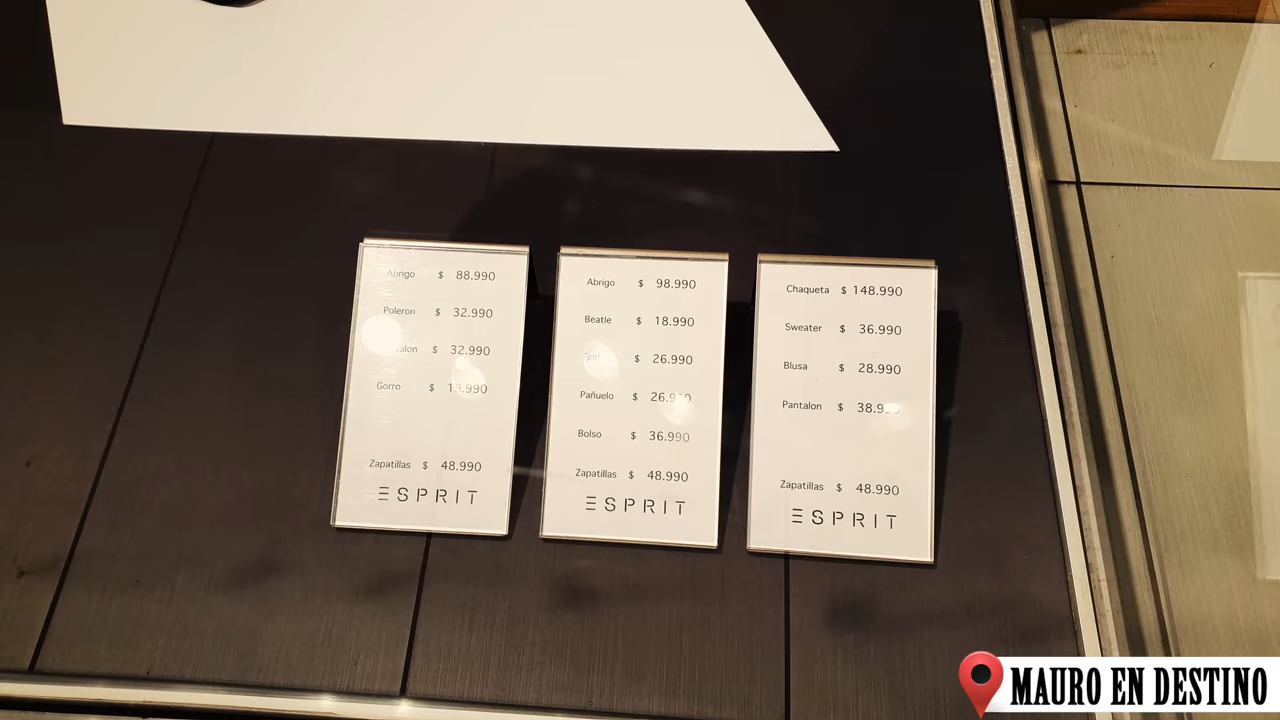 Abrigo $ 88.990
Poleron $ 32.990
$ 32.990
Gorro $
Zapatillas $ 48.990
ESPRIT
Abrigo $ 98.990
Beatle $ 18.990
$ 26.990
Pañuelo $
Bolso $ 36.990
Zapatillas $ 48.990
ESPRIT
Chaqueta $ 148.990
Sweater $ 36.990
Blusa $ 28.990
Pantalon $
Zapatillas $ 48.990
ESPRIT
MAURO EN DESTINO